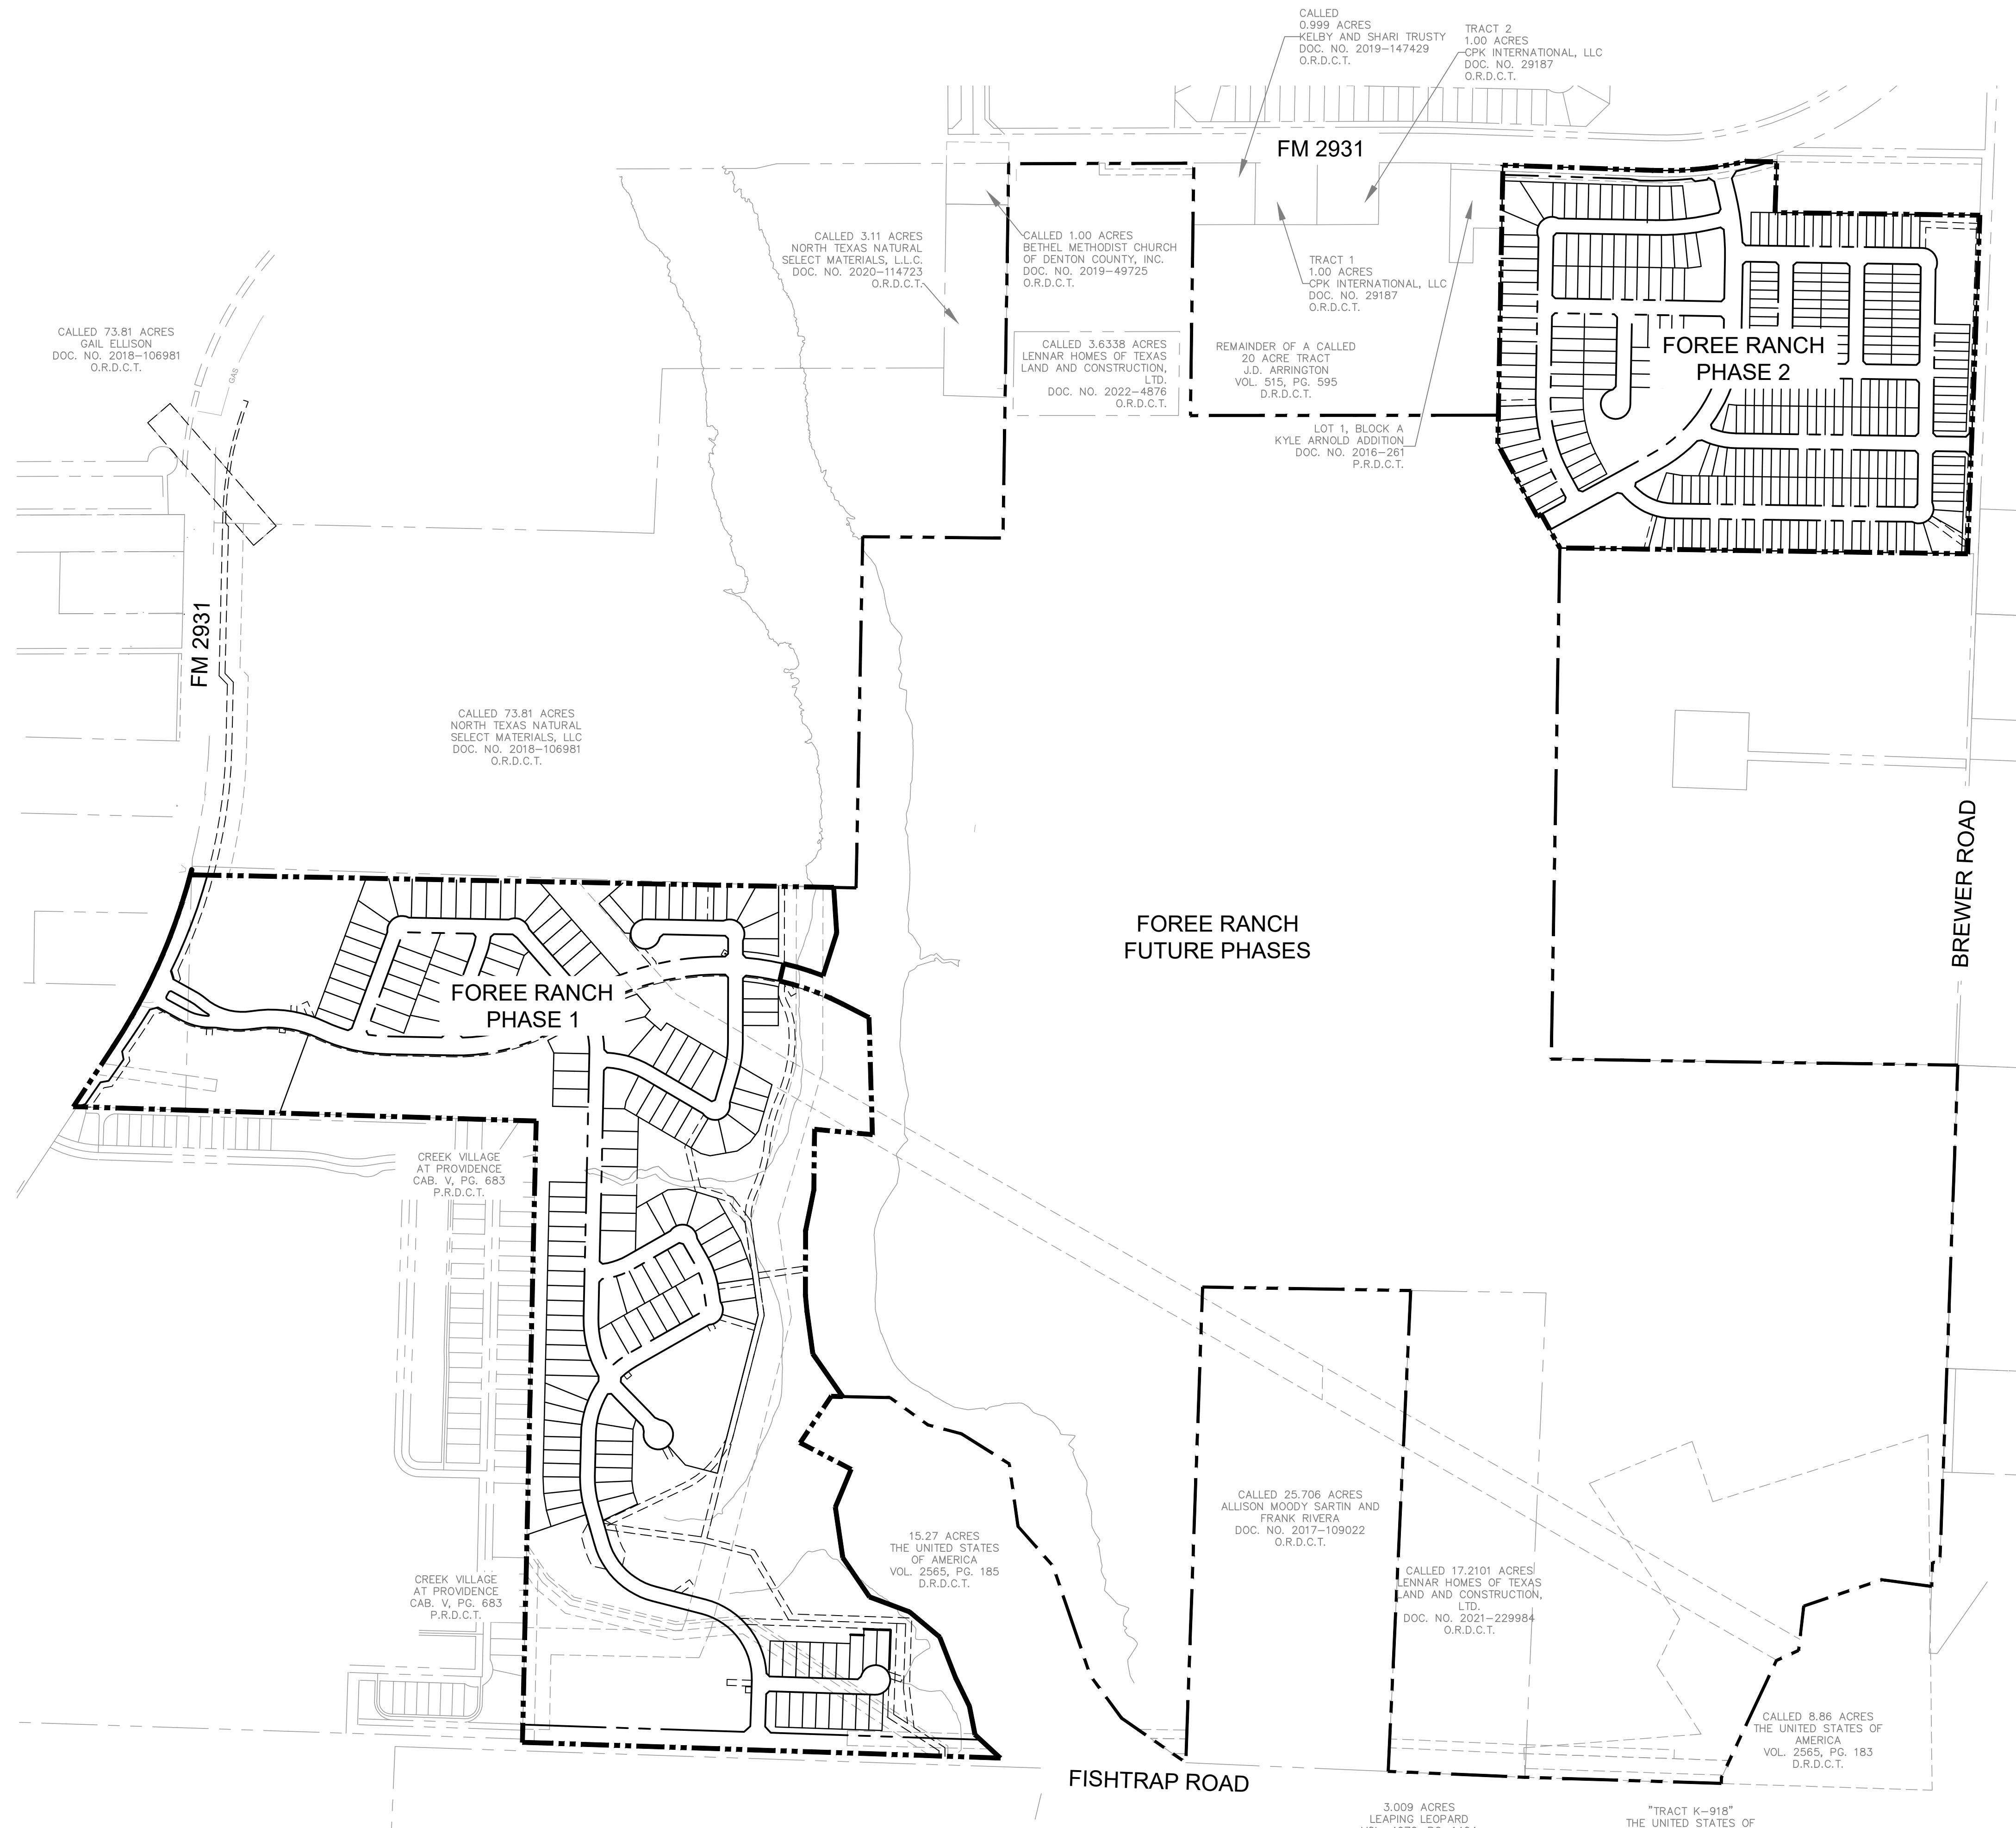 CALLED
0.999 ACRES
KELBY AND SHARI TRUSTY
DOC. NO. 2019-147429
O.R.D.C.T.
TRACT 2
1.00 ACRES
CPK INTERNATIONAL, LLC
DOC. NO. 29187
O.R.D.C.T.
FM 2931
CALLED 3.11 ACRES
NORTH TEXAS NATURAL
SELECT MATERIALS, L.L.C.
DOC. NO. 2020-114723
O.R.D.C.T.
CALLED 1.00 ACRES
BETHEL METHODIST CHURCH
OF DENTON COUNTY, INC.
DOC. NO. 2019-49725
O.R.D.C.T.
TRACT 1
1.00 ACRES
CPK INTERNATIONAL, LLC
DOC. NO. 29187
O.R.D.C.T.
CALLED 73.81 ACRES
GAIL ELLISON
DOC. NO. 2018-106981
O.R.D.C.T.
GAS
CALLED 3.6338 ACRES
LENNAR HOMES OF TEXAS
LAND AND CONSTRUCTION,
LTD.
DOC. NO. 2022-4876
O.R.D.C.T.
REMAINDER OF A CALLED
20 ACRE TRACT
J.D. ARRINGTON
VOL. 515, PG. 595
D.R.D.C.T.
FOREE RANCH
PHASE 2
LOT 1, BLOCK A
KYLE ARNOLD ADDITION
DOC. NO. 2016-261
P.R.D.C.T.
FM 2931
CALLED 73.81 ACRES
NORTH TEXAS NATURAL
SELECT MATERIALS, LLC
DOC. NO. 2018-106981
O.R.D.C.T.
BREWER ROAD
FOREE RANCH
FUTURE PHASES
FOREE RANCH
PHASE 1
CREEK VILLAGE
AT PROVIDENCE
CAB. V, PG. 683
P.R.D.C.T.
CALLED 25.706 ACRES
ALLISON MOODY SARTIN AND
FRANK RIVERA
DOC. NO. 2017-109022
O.R.D.C.T.
15.27 ACRES
THE UNITED STATES
OF AMERICA
VOL. 2565, PG. 185
D.R.D.C.T.
CREEK VILLAGE
AT PROVIDENCE
CAB. V, PG. 683
P.R.D.C.T.
CALLED 17.2101 ACRES
LENNAR HOMES OF TEXAS
LAND AND CONSTRUCTION,
LTD.
DOC. NO. 2021-229984
O.R.D.C.T.
CALLED 8.86 ACRES
THE UNITED STATES OF
AMERICA
VOL. 2565, PG. 183
D.R.D.C.T.
FISHTRAP ROAD
3.009 ACRES
LEAPING LEOPARD
"TRACT K-918"
THE UNITED STATES OF